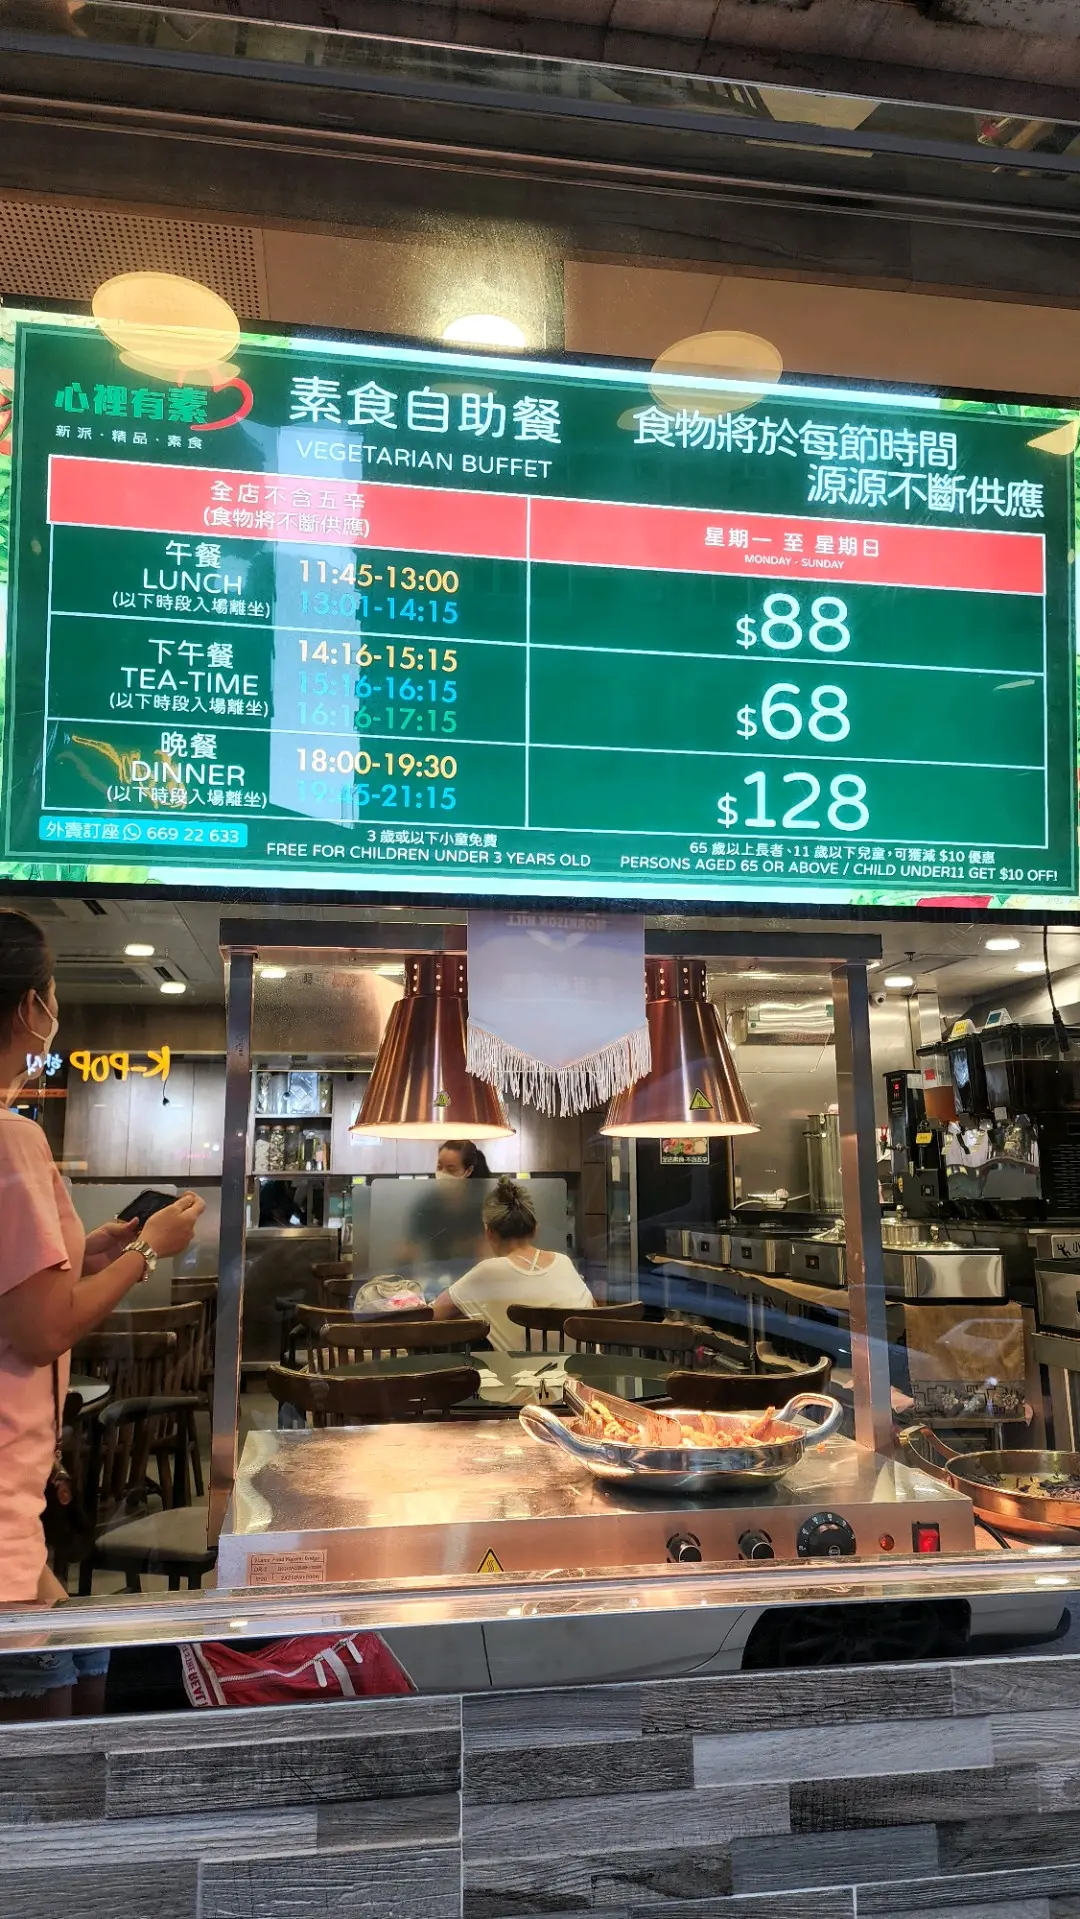 心裡有素
新派·精品·素食
素食自助餐
VEGETARIAN BUFFET
食物將於每節時間
源源不斷供應
全店不含五辛
(食物將不斷供應)
星期一 至 星期日
MONDAY - SUNDAY
午餐
LUNCH
(以下時段入場離坐)
11:45-13:00
13:01-14:15
$88
下午餐
TEA-TIME
(以下時段入場離坐)
14:16-15:15
15:16-16:15
16:16-17:15
$68
晚餐
DINNER
(以下時段入場離坐)
18:00-19:30
19:45-21:15
$128
外賣訂座 669 22 633
3 歲或以下小童免費
FREE FOR CHILDREN UNDER 3 YEARS OLD
65 歲以上長者、11 歲以下兒童，可獲減 $10 優惠
PERSONS AGED 65 OR ABOVE / CHILD UNDER11 GET $10 OFF!
MORRISON HILL
K-POP